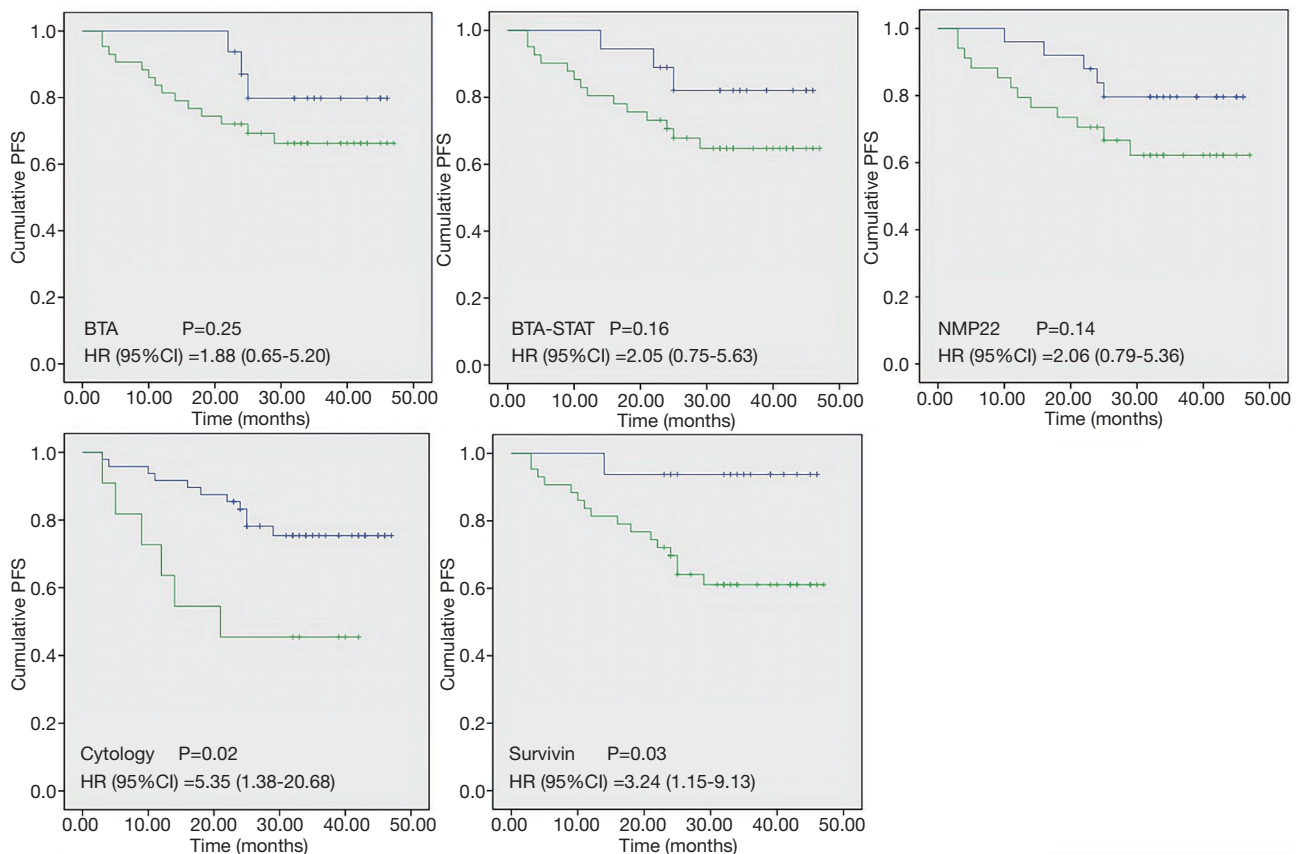 Cumulative PFS
1.0
0.8
0.6
0.4
0.2
0.0
BTA P=0.25
HR (95%CI) =1.88 (0.65-5.20)
0.00 10.00 20.00 30.00 40.00 50.00
Time (months)
Cumulative PFS
1.0
0.8
0.6
0.4
0.2
0.0
BTA-STAT P=0.16
HR (95%CI) =2.05 (0.75-5.63)
0.00 10.00 20.00 30.00 40.00 50.00
Time (months)
Cumulative PFS
1.0
0.8
0.6
0.4
0.2
0.0
NMP22 P=0.14
HR (95%CI) =2.06 (0.79-5.36)
0.00 10.00 20.00 30.00 40.00 50.00
Time (months)
Cumulative PFS
1.0
0.8
0.6
0.4
0.2
0.0
Cytology P=0.02
HR (95%CI) =5.35 (1.38-20.68)
0.00 10.00 20.00 30.00 40.00 50.00
Time (months)
Cumulative PFS
1.0
0.8
0.6
0.4
0.2
0.0
Survivin P=0.03
HR (95%CI) =3.24 (1.15-9.13)
0.00 10.00 20.00 30.00 40.00 50.00
Time (months)